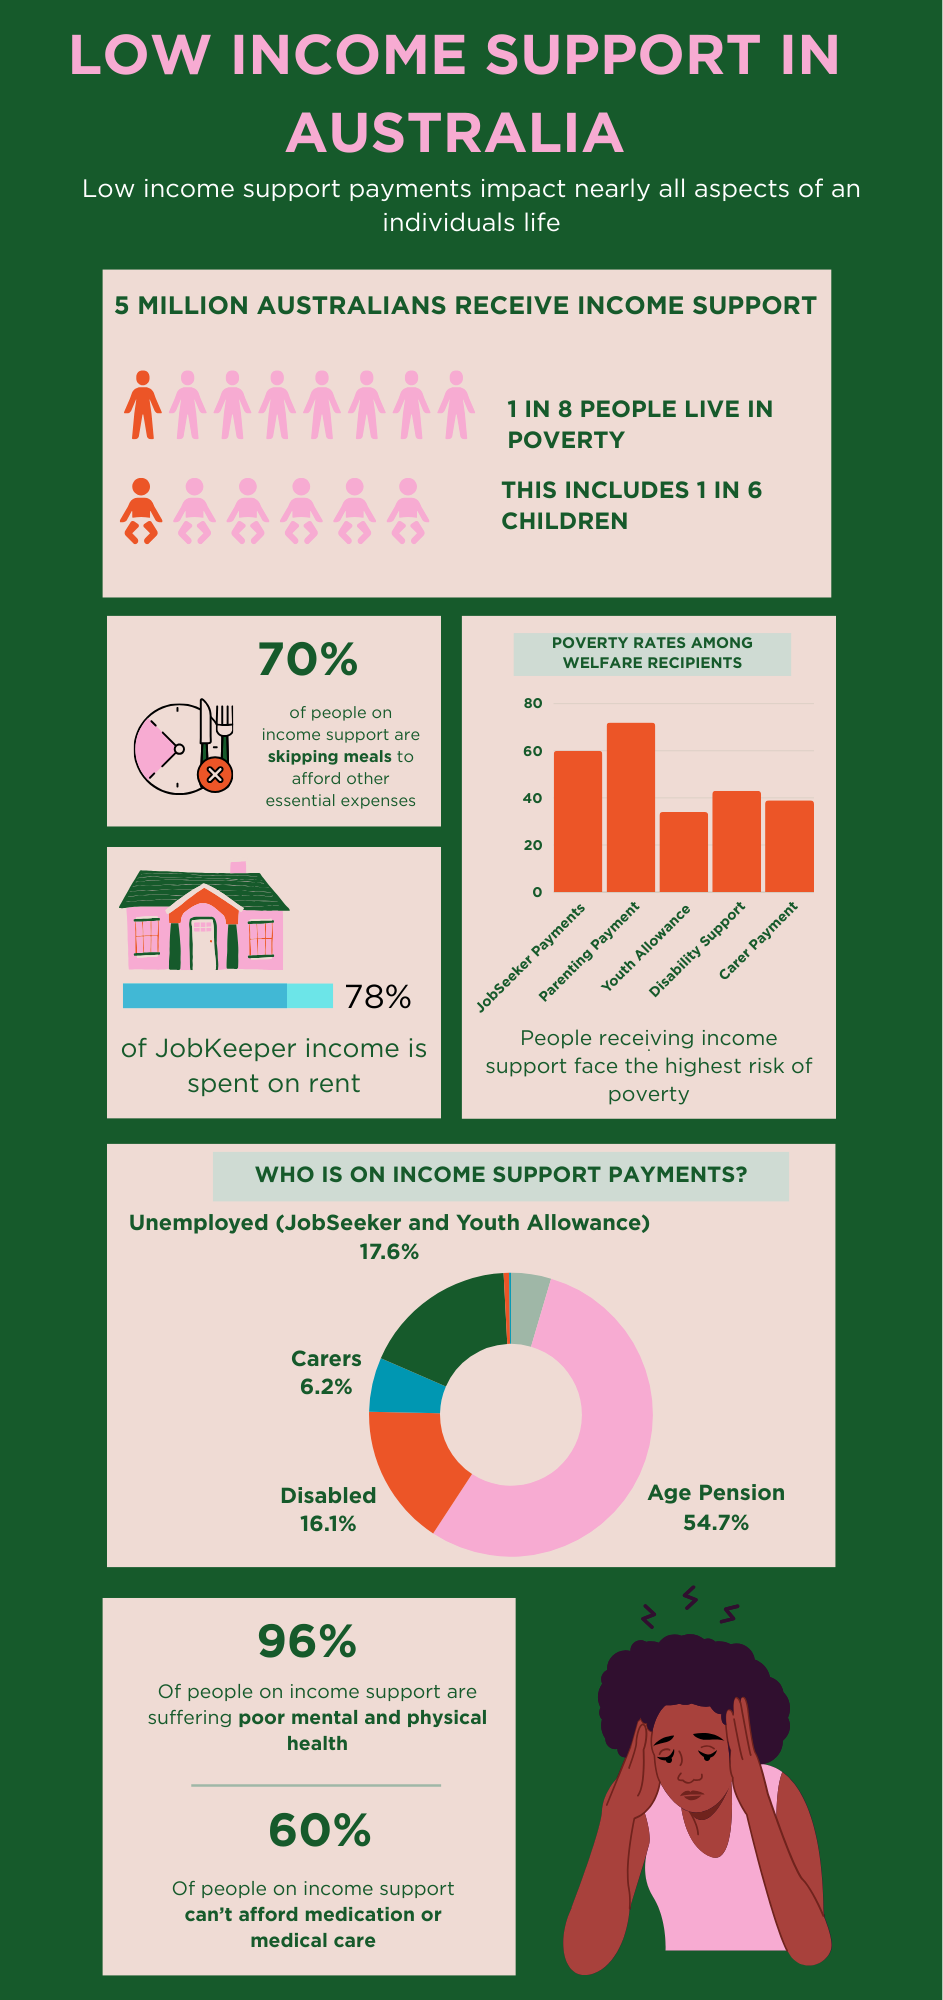 LOW INCOME SUPPORT IN
AUSTRALIA
Low income support payments impact nearly all aspects of an
individuals life
5 MILLION AUSTRALIANS RECEIVE INCOME SUPPORT
1 IN 8 PEOPLE LIVE IN
POVERTY
THIS INCLUDES 1 IN 6
CHILDREN
70%
of people on
income support are
skipping meals to
afford other
essential expenses
78%
of JobKeeper income is
spent on rent
POVERTY RATES AMONG
WELFARE RECIPIENTS
80
60
40
20
0
JobSeeker Payments
Parenting Payment
Youth Allowance
Disability Support
Carer Payment
People receiving income
support face the highest risk of
poverty
WHO IS ON INCOME SUPPORT PAYMENTS?
Unemployed (JobSeeker and Youth Allowance)
17.6%
Carers
6.2%
Disabled
16.1%
Age Pension
54.7%
96%
Of people on income support are
suffering poor mental and physical
health
60%
Of people on income support
can't afford medication or
medical care